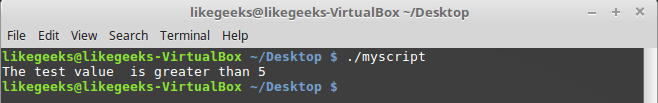 likegeeks@likegeeks-VirtualBox ~/Desktop
File Edit View Search Terminal Help
likegeeks@likegeeks-VirtualBox ~/Desktop $ ./myscript
The test value  is greater than 5
likegeeks@likegeeks-VirtualBox ~/Desktop $